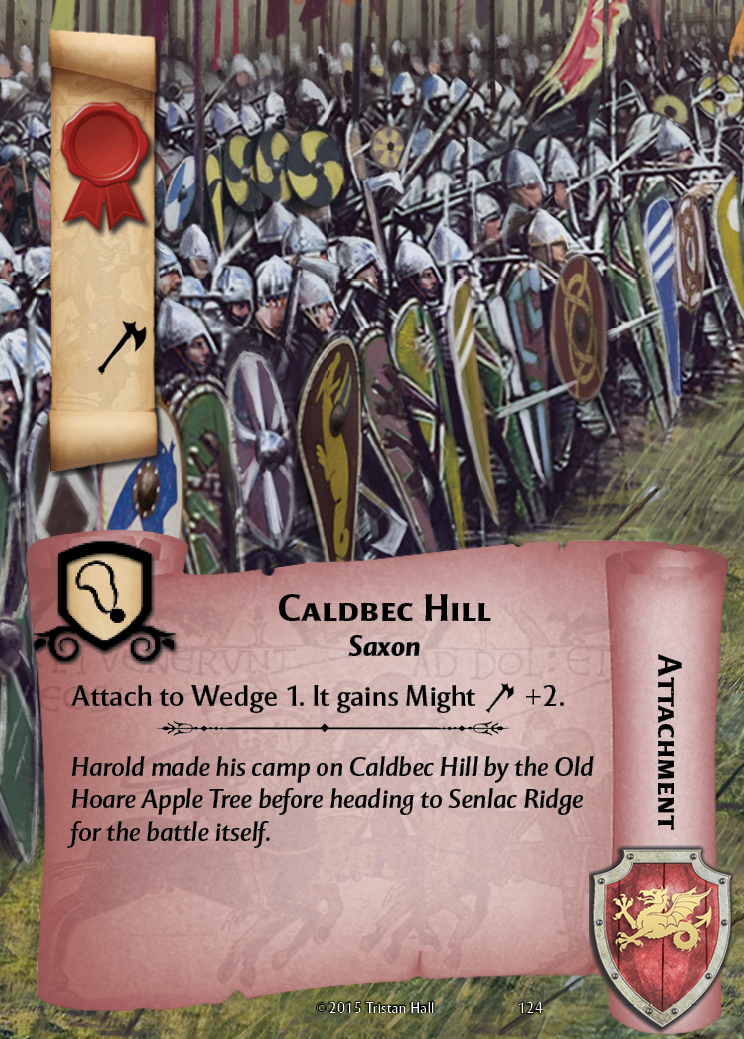 Caldbec Hill
Saxon
Attach to Wedge 1. It gains Might +2.
Harold made his camp on Caldbec Hill by the Old
Hoare Apple Tree before heading to Senlac Ridge
for the battle itself.
Attachment
©2015 Tristan Hall 124